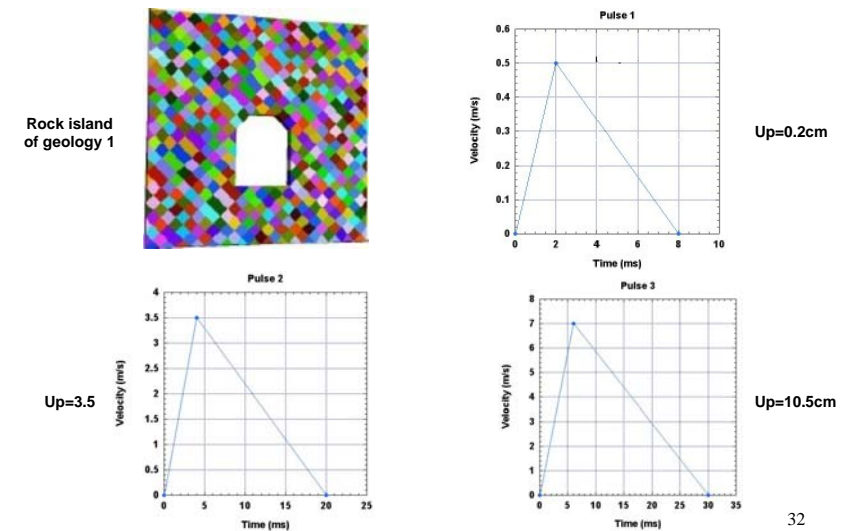 Rock island
of geology 1
Pulse 1
Velocity (m/s)
0.6
0.5
0.4
0.3
0.2
0.1
0
0 2 4 6 8 10
Time (ms)
Up=0.2cm
Up=3.5
Pulse 2
Velocity (m/s)
4
3.5
3
2.5
2
1.5
1
0.5
0
0 5 10 15 20 25
Time (ms)
Pulse 3
Velocity (m/s)
8
7
6
5
4
3
2
1
0
0 5 10 15 20 25 30 35
Time (ms)
Up=10.5cm
32